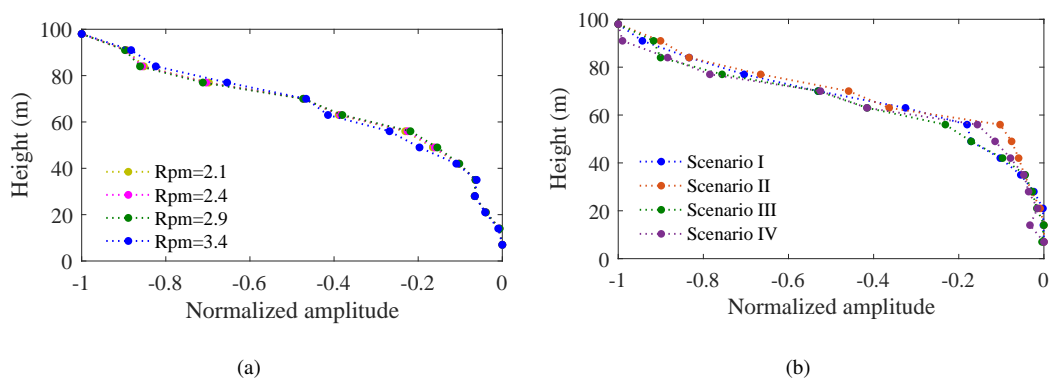 100
80
60
40
20
0
Height (m)
Rpm=2.1
Rpm=2.4
Rpm=2.9
Rpm=3.4
-1
-0.8
-0.6
-0.4
-0.2
0
Normalized amplitude
(a)
100
80
60
40
20
0
Height (m)
Scenario I
Scenario II
Scenario III
Scenario IV
-1
-0.8
-0.6
-0.4
-0.2
0
Normalized amplitude
(b)